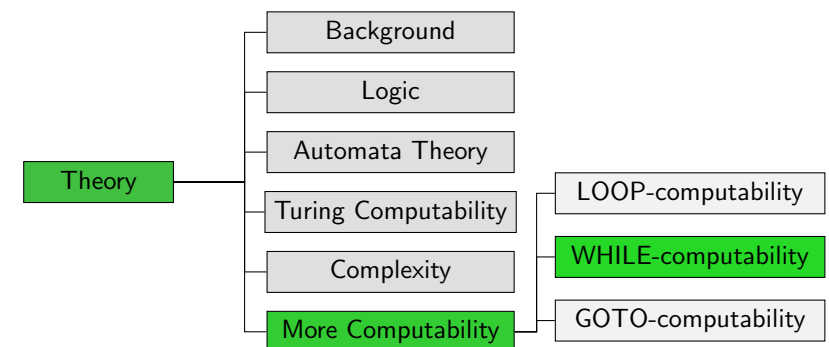 Background
Logic
Automata Theory
Theory
Turing Computability
Complexity
More Computability
LOOP-computability
WHILE-computability
GOTO-computability